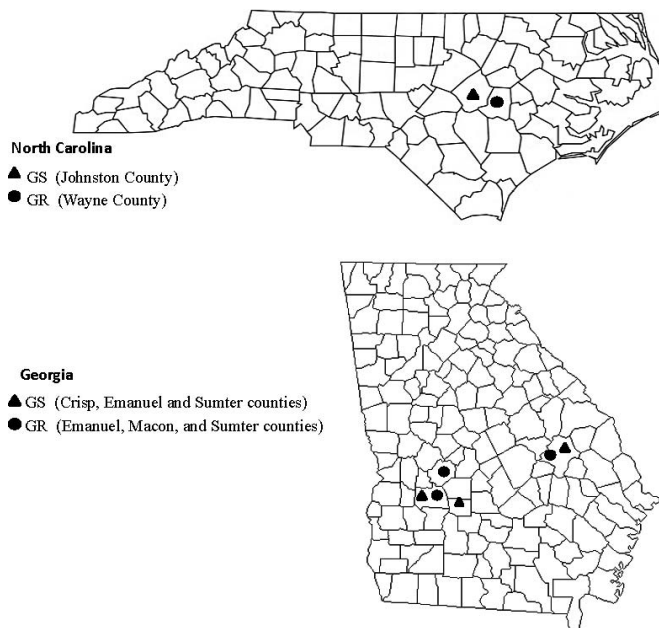 North Carolina
GS (Johnston County)
GR (Wayne County)
Georgia
GS (Crisp, Emanuel and Sumter counties)
GR (Emanuel, Macon, and Sumter counties)